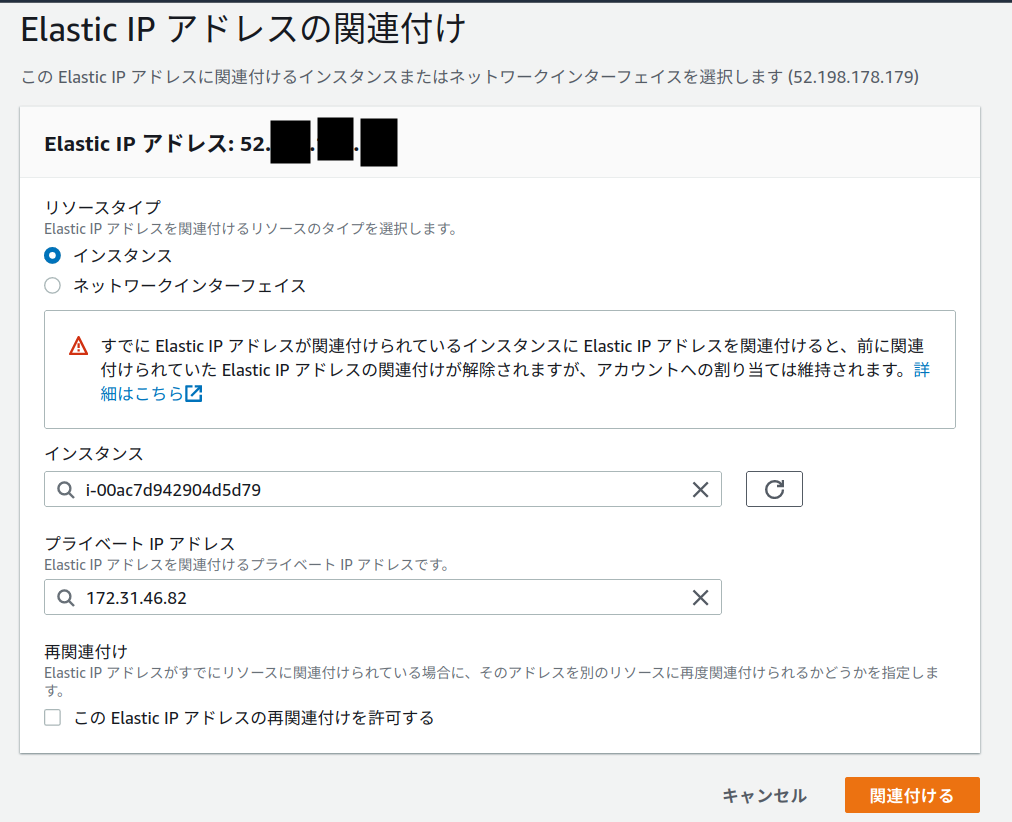 Elastic IP アドレスの関連付け
この Elastic IP アドレスに関連付けるインスタンスまたはネットワークインターフェイスを選択します (52.198.178.179)
Elastic IP アドレス: 52. . .
リソースタイプ
Elastic IP アドレスを関連付けるリソースのタイプを選択します。
インスタンス
ネットワークインターフェイス
すでに Elastic IP アドレスが関連付けられているインスタンスに Elastic IP アドレスを関連付けると、前に関連
付けられていた Elastic IP アドレスの関連付けが解除されますが、アカウントへの割り当ては維持されます。詳
細はこちら
インスタンス
i-00ac7d942904d5d79
プライベート IP アドレス
Elastic IP アドレスを関連付けるプライベート IP アドレスです。
172.31.46.82
再関連付け
Elastic IP アドレスがすでにリソースに関連付けられている場合に、そのアドレスを別のリソースに再度関連付けられるかどうかを指定しま
す。
この Elastic IP アドレスの再関連付けを許可する
キャンセル
関連付ける